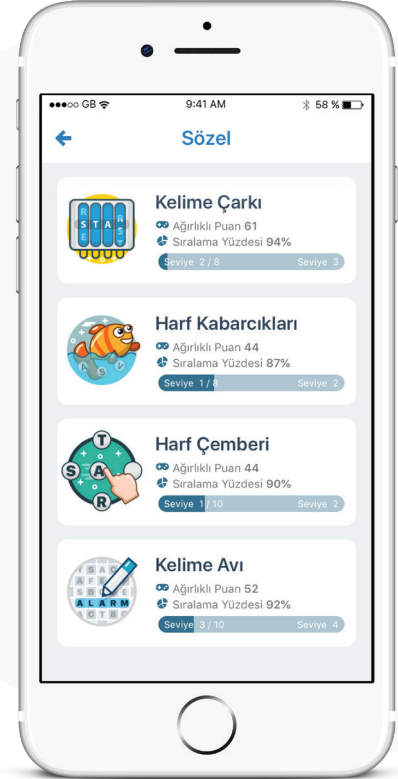 GB 9:41 AM 58 %
Sözel
Kelime Çarkı
Ağırlıklı Puan 61
Sıralama Yüzdesi 94%
Seviye 2 / 8 Seviye 3
Harf Kabarcıkları
Ağırlıklı Puan 44
Sıralama Yüzdesi 87%
Seviye 1 / 8 Seviye 2
Harf Çemberi
Ağırlıklı Puan 44
Sıralama Yüzdesi 90%
Seviye 1 / 10 Seviye 2
T
S A
R
Kelime Avı
Ağırlıklı Puan 52
Sıralama Yüzdesi 92%
Seviye 3 / 10 Seviye 4
ALARM